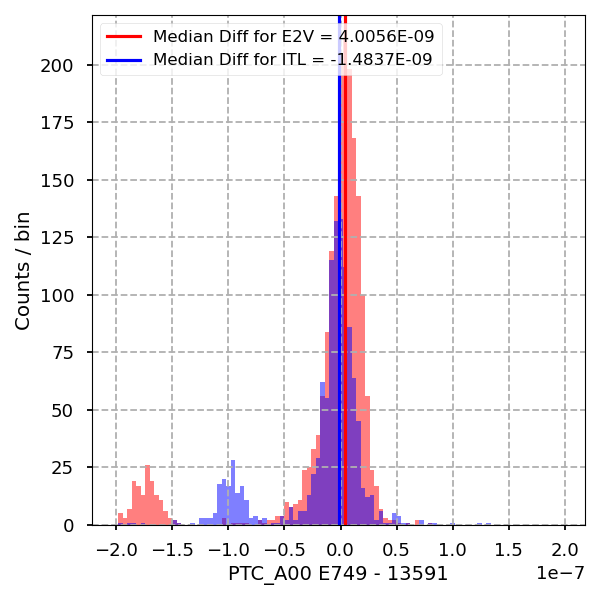 Median Diff for E2V = 4.0056E-09
Median Diff for ITL = -1.4837E-09
200
175
150
125
100
75
50
25
0
Counts / bin
−2.0 −1.5 −1.0 −0.5 0.0 0.5 1.0 1.5 2.0
PTC_A00 E749 - 13591
1e−7